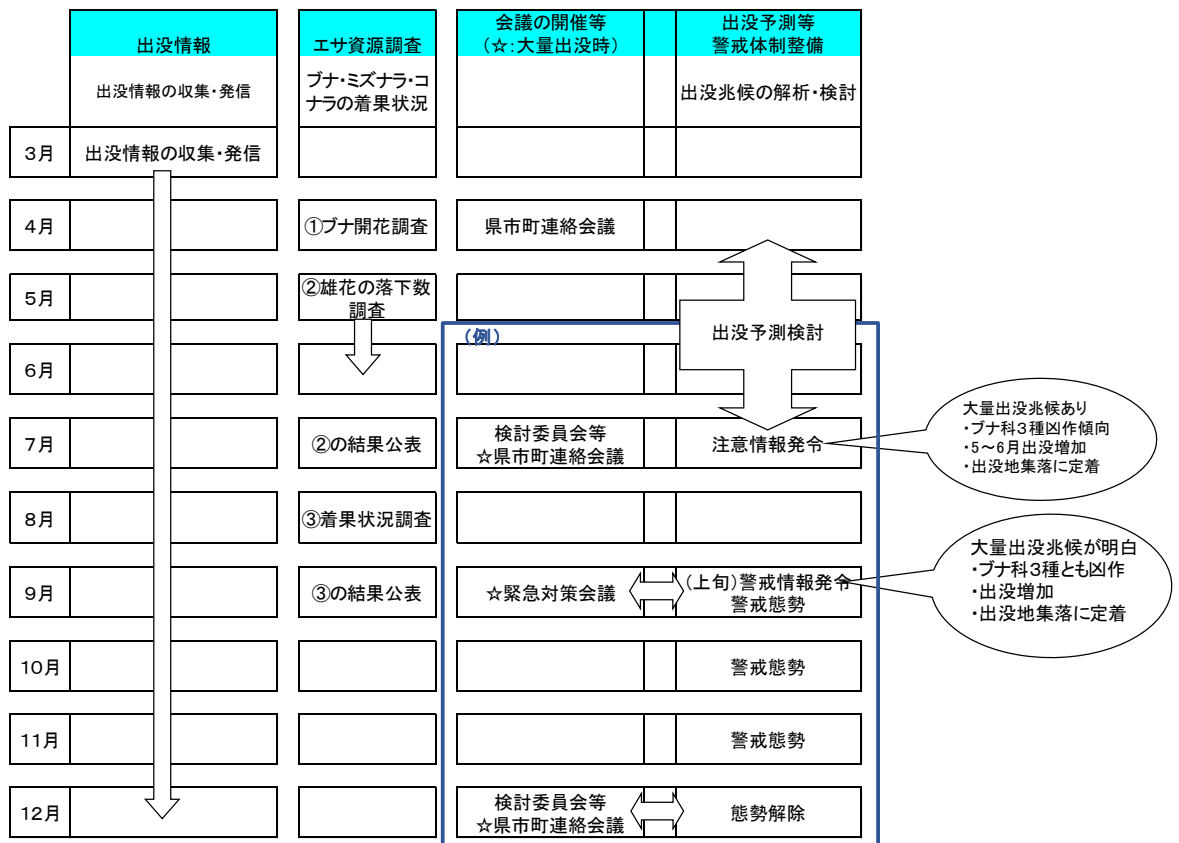 出没情報
エサ資源調査
会議の開催等
(☆:大量出没時)
出没予測等
警戒体制整備
出没情報の収集・発信
ブナ・ミズナラ・コ
ナラの着果状況
出没兆候の解析・検討
3月
出没情報の収集・発信
4月
①ブナ開花調査
県市町連絡会議
5月
②雄花の落下数
調査
(例)
出没予測検討
6月
7月
②の結果公表
検討委員会等
☆県市町連絡会議
注意情報発令
大量出没兆候あり
・ブナ科3種凶作傾向
・5~6月出没増加
・出没地集落に定着
8月
③着果状況調査
9月
③の結果公表
☆緊急対策会議
(上旬)警戒情報発令
警戒態勢
大量出没兆候が明白
・ブナ科3種とも凶作
・出没増加
・出没地集落に定着
10月
警戒態勢
11月
警戒態勢
12月
検討委員会等
☆県市町連絡会議
態勢解除